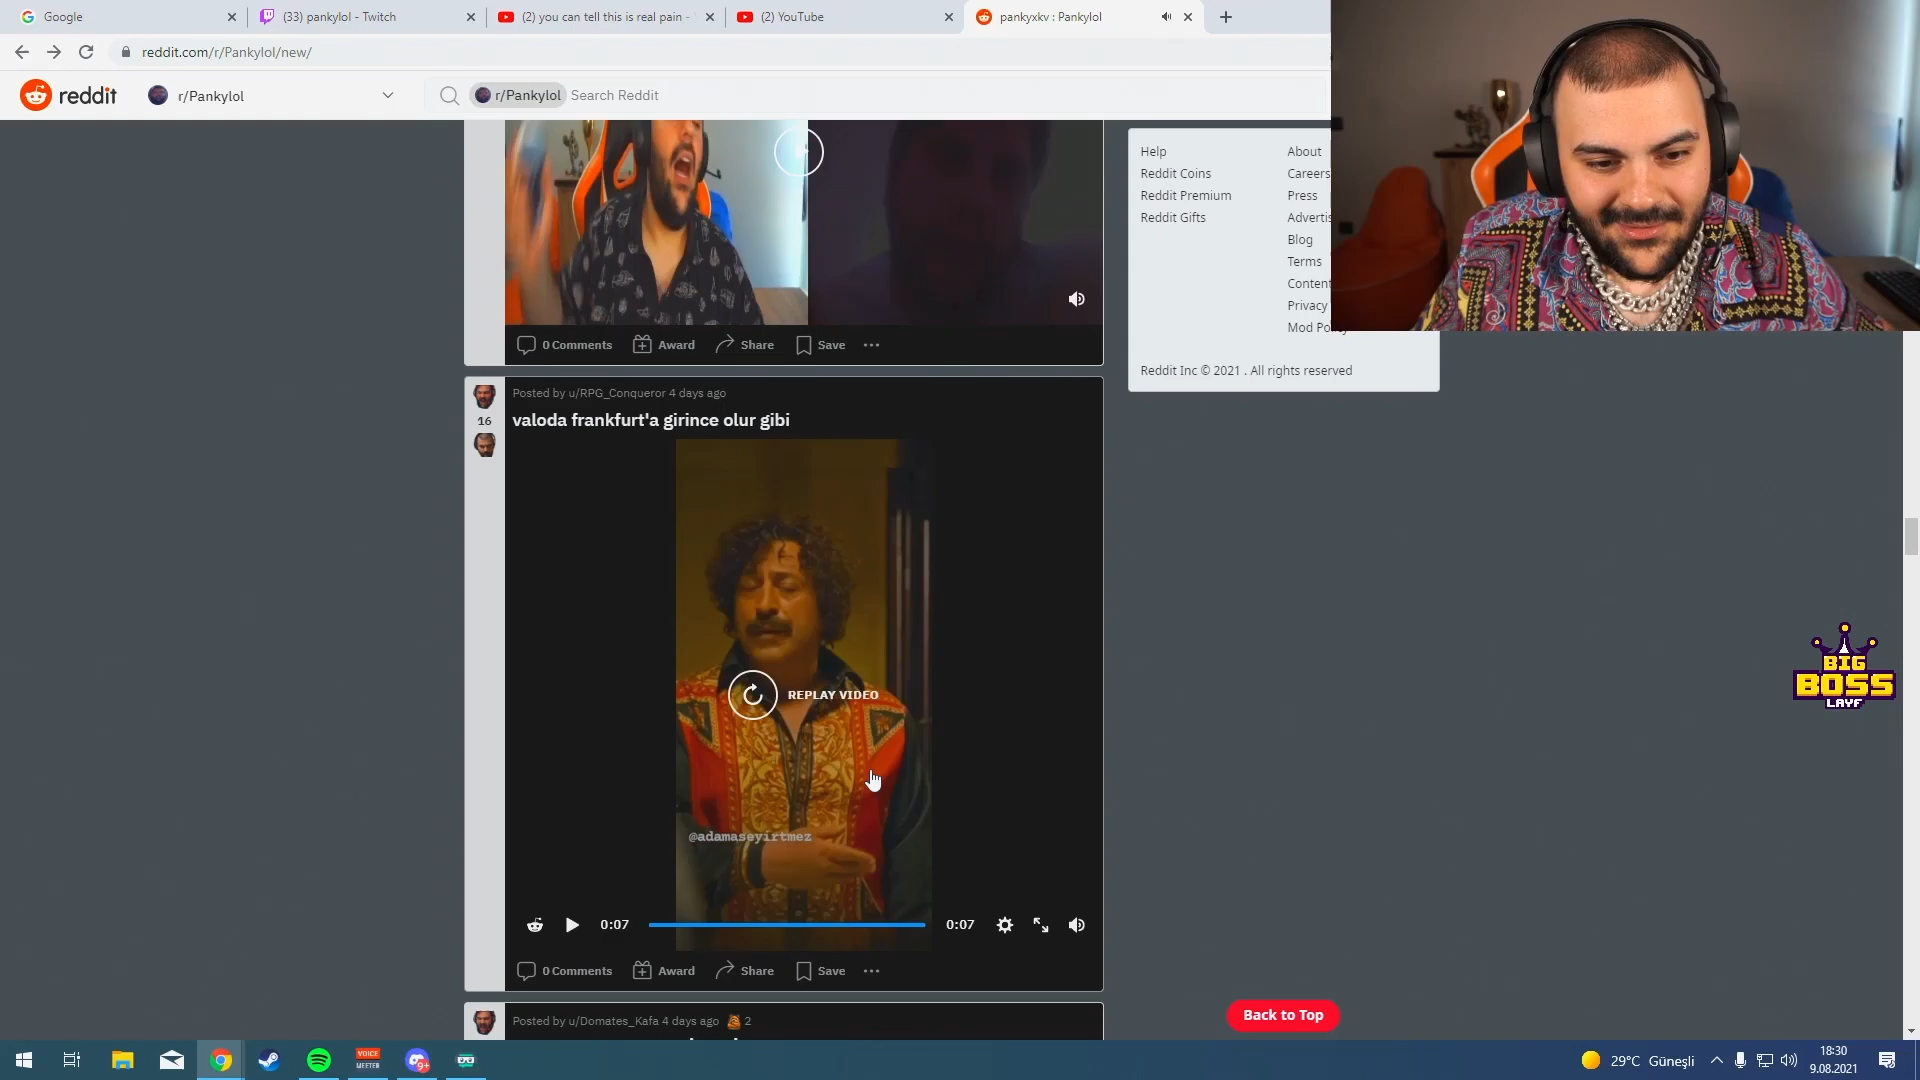 Google
(33) pankylol - Twitch
(2) you can tell this is real pain -
(2) YouTube
pankyxkv : Pankylol
reddit.com/r/Pankylol/new/
reddit
r/Pankylol
r/Pankylol Search Reddit
Help
About
Reddit Coins
Careers
Reddit Premium
Press
Reddit Gifts
Blog
Terms
Content
Privacy
Reddit Inc © 2021 . All rights reserved
0 Comments
Award
Share
Save
Posted by u/RPG_Conqueror 4 days ago
16
valoda frankfurt'a girince olur gibi
REPLAY VIDEO
@adamaseyirtmez
0:07
0:07
0 Comments
Award
Share
Save
Posted by u/Domates_Kafa 4 days ago
2
Back to Top
BIG
BOSS
LAYF
VOICE
MEETER
9+
29°C Güneşli
18:30
9.08.2021